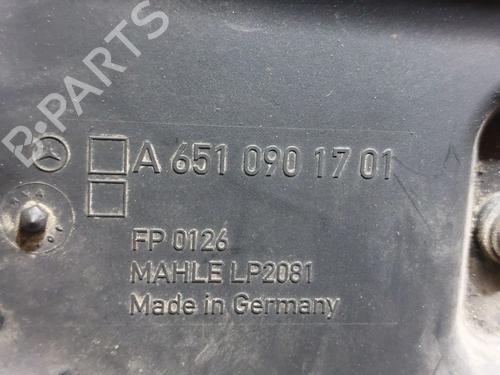 B-PARTS
A 651 090 17 01
FP 0126
MAHLE LP2081
Made in Germany